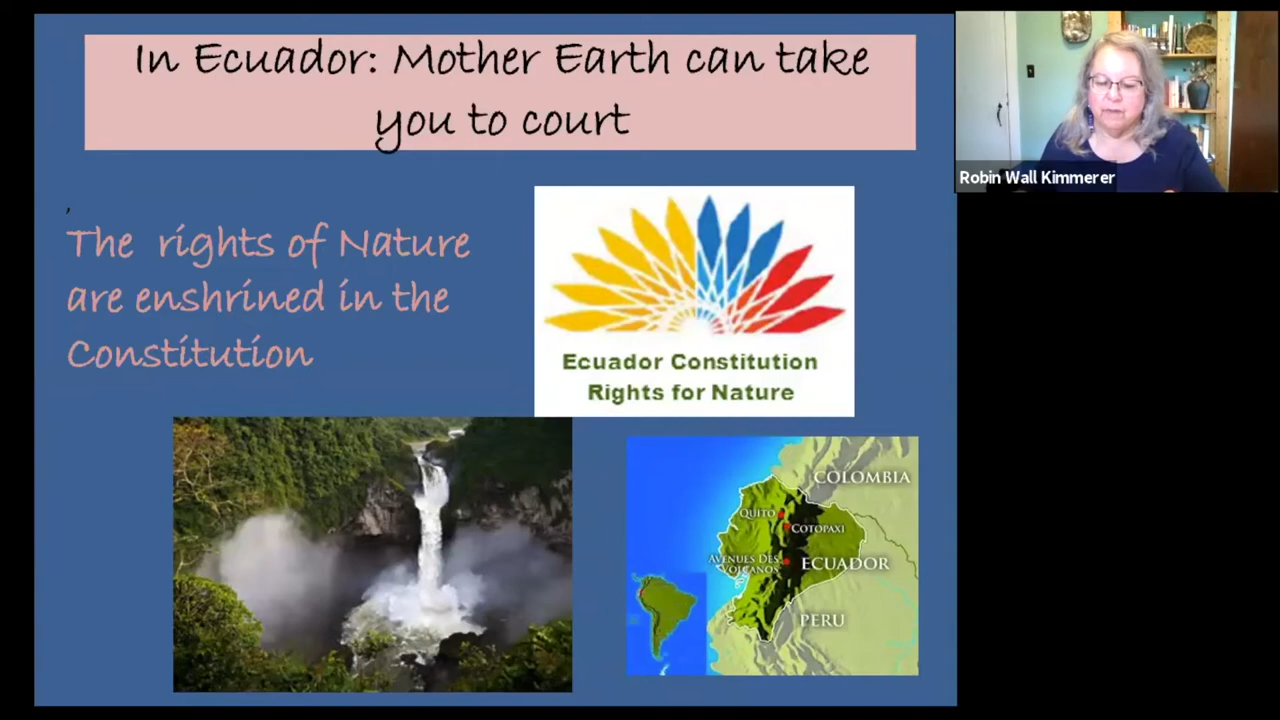 In Ecuador: Mother Earth can take
you to court
,
The rights of Nature
are enshrined in the
Constitution
Ecuador Constitution
Rights for Nature
COLOMBIA
QUITO
COTOPAXI
AVENUES DES
VOLCANOS
ECUADOR
PERU
Robin Wall Kimmerer